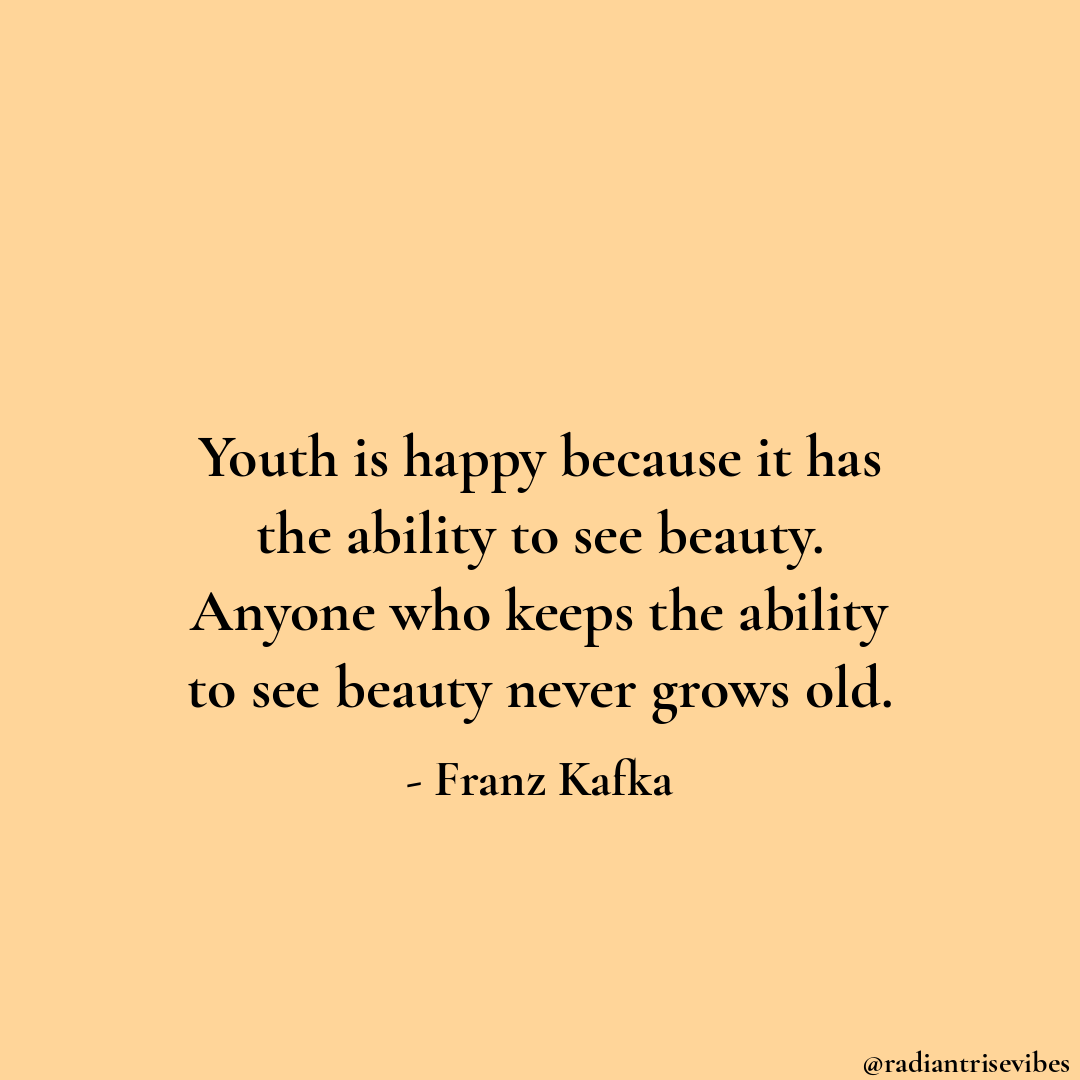 Youth is happy because it has
the ability to see beauty.
Anyone who keeps the ability
to see beauty never grows old.
- Franz Kafka
@radiantrisevibes